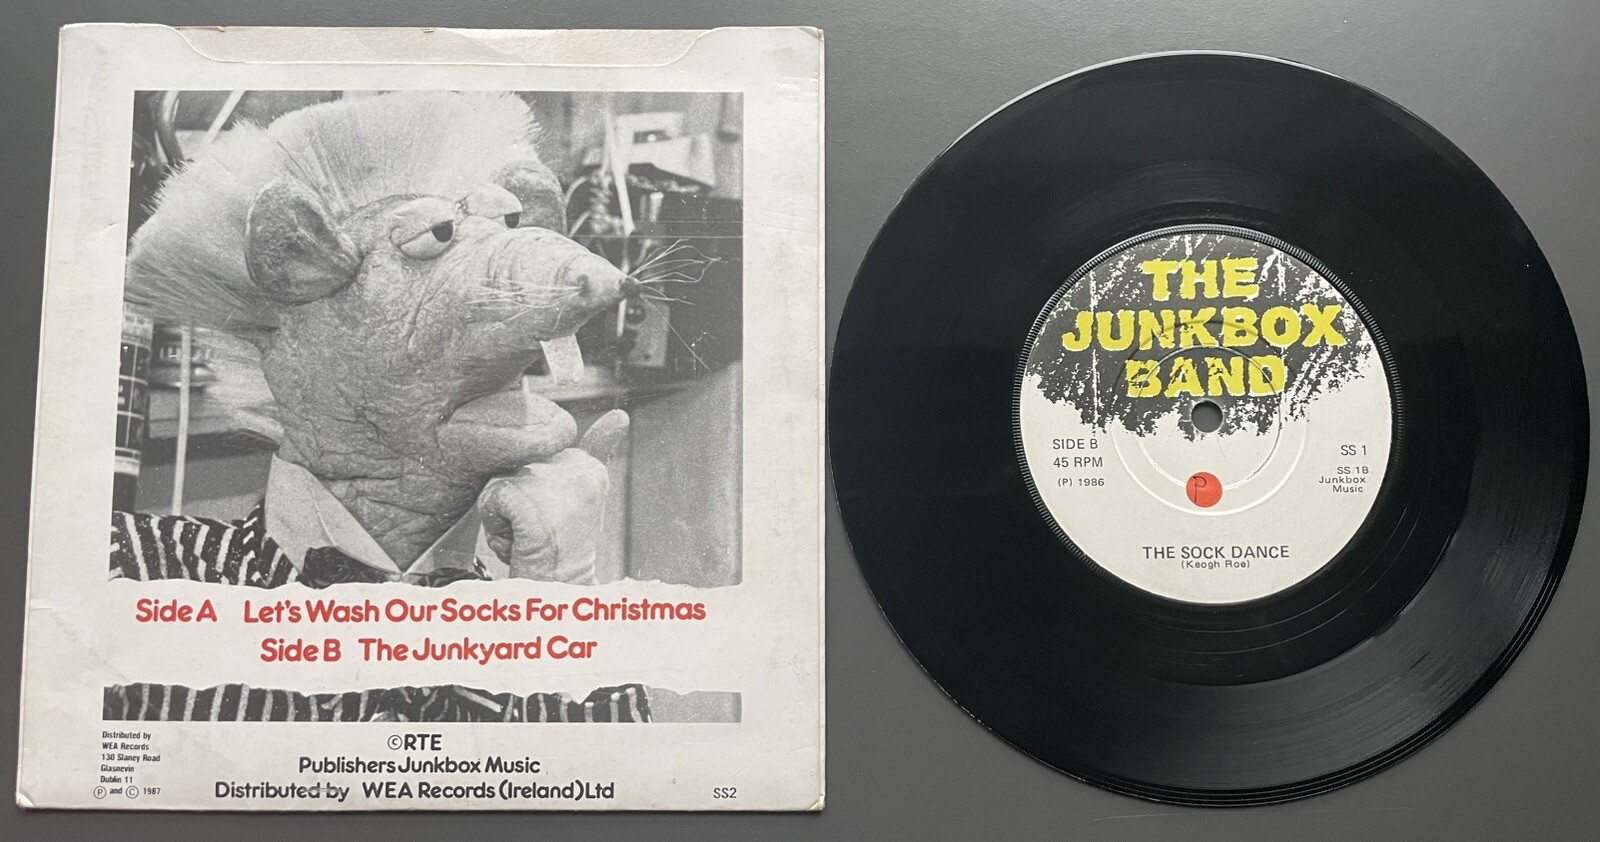 Side A Let's Wash Our Socks For Christmas
Side B The Junkyard Car
Distributed by
WEA Records
130 Slaney Road
Glasnevin
Dublin 11
Ⓟ and Ⓒ 1987
©RTE
Publishers Junkbox Music
Distributed by WEA Records (Ireland) Ltd
SS2
THE
JUNKBOX
BAND
SIDE B
45 RPM
(P) 1986
SS 1
SS 1B
Junkbox
Music
P
THE SOCK DANCE
(Keogh Roe)